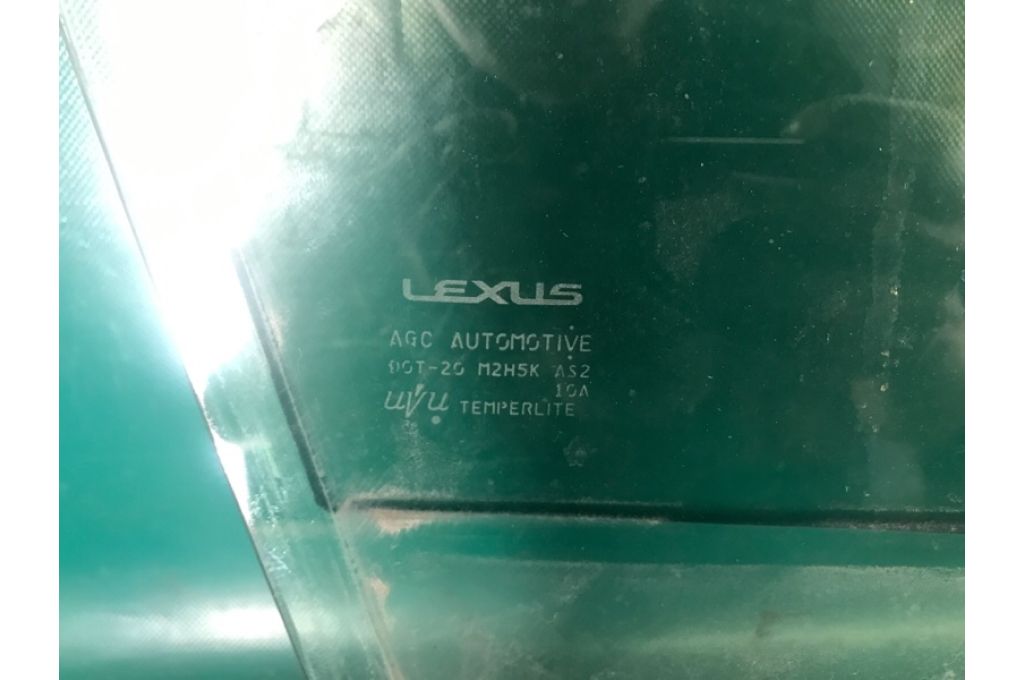 LEXUS
AGC AUTOMOTIVE
DOT-20 M2H5K AS2
10A
TEMPERLITE